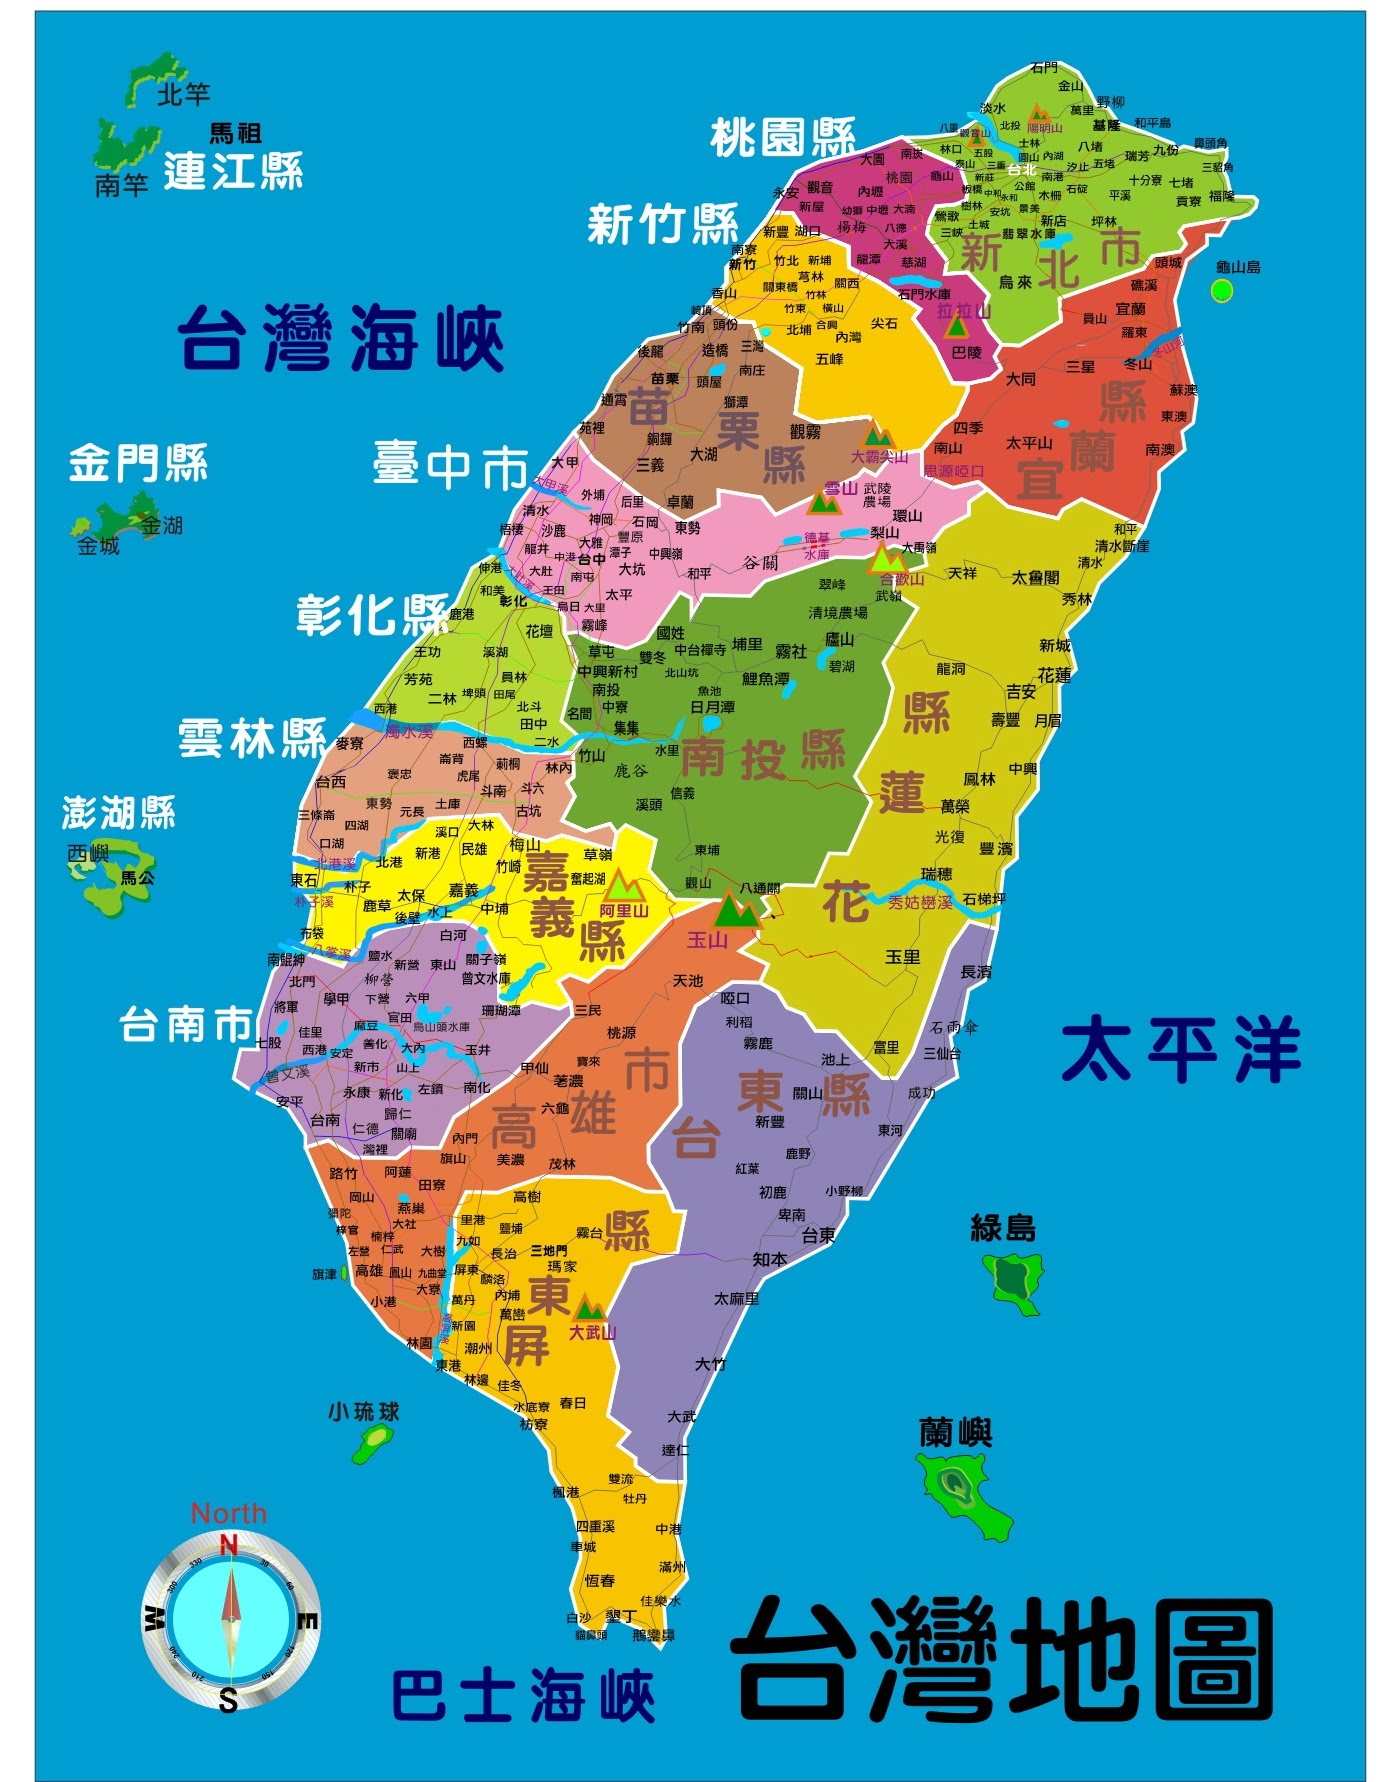 北竿
馬祖
連江縣
南竿
桃園縣
新竹縣
台灣海峽
金門縣
金湖
金城
臺中市
彰化縣
雲林縣
澎湖縣
西嶼
馬公
台南市
太平洋
綠島
蘭嶼
小琉球
龜山島
North
N
30
60
E
120
150
S
210
240
W
300
330
巴士海峽
台灣地圖
石門
金山
野柳
淡水
萬里
和平島
八里
觀音山
北投
陽明山
基隆
鼻頭角
林口
五股
士林
八堵
瑞芳
九份
泰山
三重
圓山
內湖
汐止
五堵
三貂角
台北
新莊
南港
十分寮
七堵
板橋
中和
永和
公館
木柵
石碇
平溪
貢寮
福隆
樹林
安坑
景美
鶯歌
土城
新店
坪林
三峽
翡翠水庫
新北市
烏來
大園
南崁
桃園
龜山
永安
觀音
內壢
新屋
幼獅
中壢
大湳
楊梅
八德
大溪
龍潭
慈湖
石門水庫
拉拉山
巴陵
新豐
湖口
南寮
新竹
竹北
新埔
芎林
關東橋
關西
香山
竹林
竹東
橫山
崎頂
北埔
合興
尖石
內灣
五峰
頭城
礁溪
宜蘭
員山
羅東
冬山河
冬山
三星
大同
蘇澳
東澳
四季
南山
太平山
南澳
宜蘭縣
思源啞口
竹南
頭份
後龍
造橋
三灣
苗栗
頭屋
南庄
通霄
獅潭
苗栗縣
苑裡
銅鑼
觀霧
大湖
三義
大霸尖山
卓蘭
大甲
大甲溪
雪山
武陵
農場
外埔
后里
清水
神岡
石岡
東勢
環山
梧棲
沙鹿
豐原
梨山
龍井
大雅
潭子
中興嶺
德基
水庫
大禹嶺
中港
台中
谷關
合歡山
大肚
大坑
和平
南屯
大肚溪
王田
太平
烏日
大里
霧峰
伸港
和美
彰化
鹿港
花壇
王功
溪湖
芳苑
員林
二林
埤頭
田尾
西港
北斗
田中
濁水溪
二水
翠峰
武嶺
清境農場
國姓
草屯
雙冬
中台禪寺
埔里
霧社
廬山
中興新村
北山坑
鯉魚潭
碧湖
南投
魚池
中寮
日月潭
名間
集集
水里
竹山
鹿谷
南投縣
信義
溪頭
東埔
觀山
八通關
和平
清水斷崖
清水
天祥
太魯閣
秀林
新城
龍洞
花蓮
吉安
壽豐
月眉
花蓮縣
鳳林
中興
萬榮
光復
豐濱
瑞穗
秀姑巒溪
石梯坪
玉里
富里
麥寮
西螺
崙背
莿桐
林內
台西
褒忠
虎尾
斗南
斗六
東勢
元長
土庫
古坑
三條崙
四湖
口湖
北港溪
北港
溪口
大林
梅山
新港
民雄
竹崎
草嶺
奮起湖
東石
朴子
太保
嘉義
阿里山
朴子溪
鹿草
後壁
水上
中埔
嘉義縣
布袋
八掌溪
玉山
南鯤鯓
鹽水
白河
新營
東山
關子嶺
曾文水庫
北門
柳營
珊瑚潭
將軍
學甲
下營
六甲
官田
烏山頭水庫
七股
佳里
麻豆
善化
大內
玉井
西港
安定
曾文溪
新市
山上
安平
永康
新化
左鎮
南化
台南
歸仁
仁德
關廟
灣裡
天池
三民
桃源
寶來
甲仙
荖濃
六龜
高雄市
內門
旗山
美濃
茂林
路竹
阿蓮
田寮
岡山
燕巢
彌陀
梓官
大社
楠梓
左營
仁武
大樹
旗津
高雄
鳳山
九曲堂
小港
大寮
林園
啞口
利稻
霧鹿
池上
長濱
石雨傘
三仙台
台東縣
關山
成功
新豐
東河
鹿野
紅葉
初鹿
小野柳
卑南
台東
知本
太麻里
大竹
大武
達仁
高樹
里港
鹽埔
霧台
九如
長治
三地門
瑪家
屏東
麟洛
內埔
萬丹
萬巒
大武山
新園
潮州
屏東縣
東港
林邊
佳冬
水底寮
春日
枋寮
雙流
楓港
牡丹
四重溪
中港
車城
滿州
恆春
佳樂水
白沙
墾丁
貓鼻頭
鵝鑾鼻